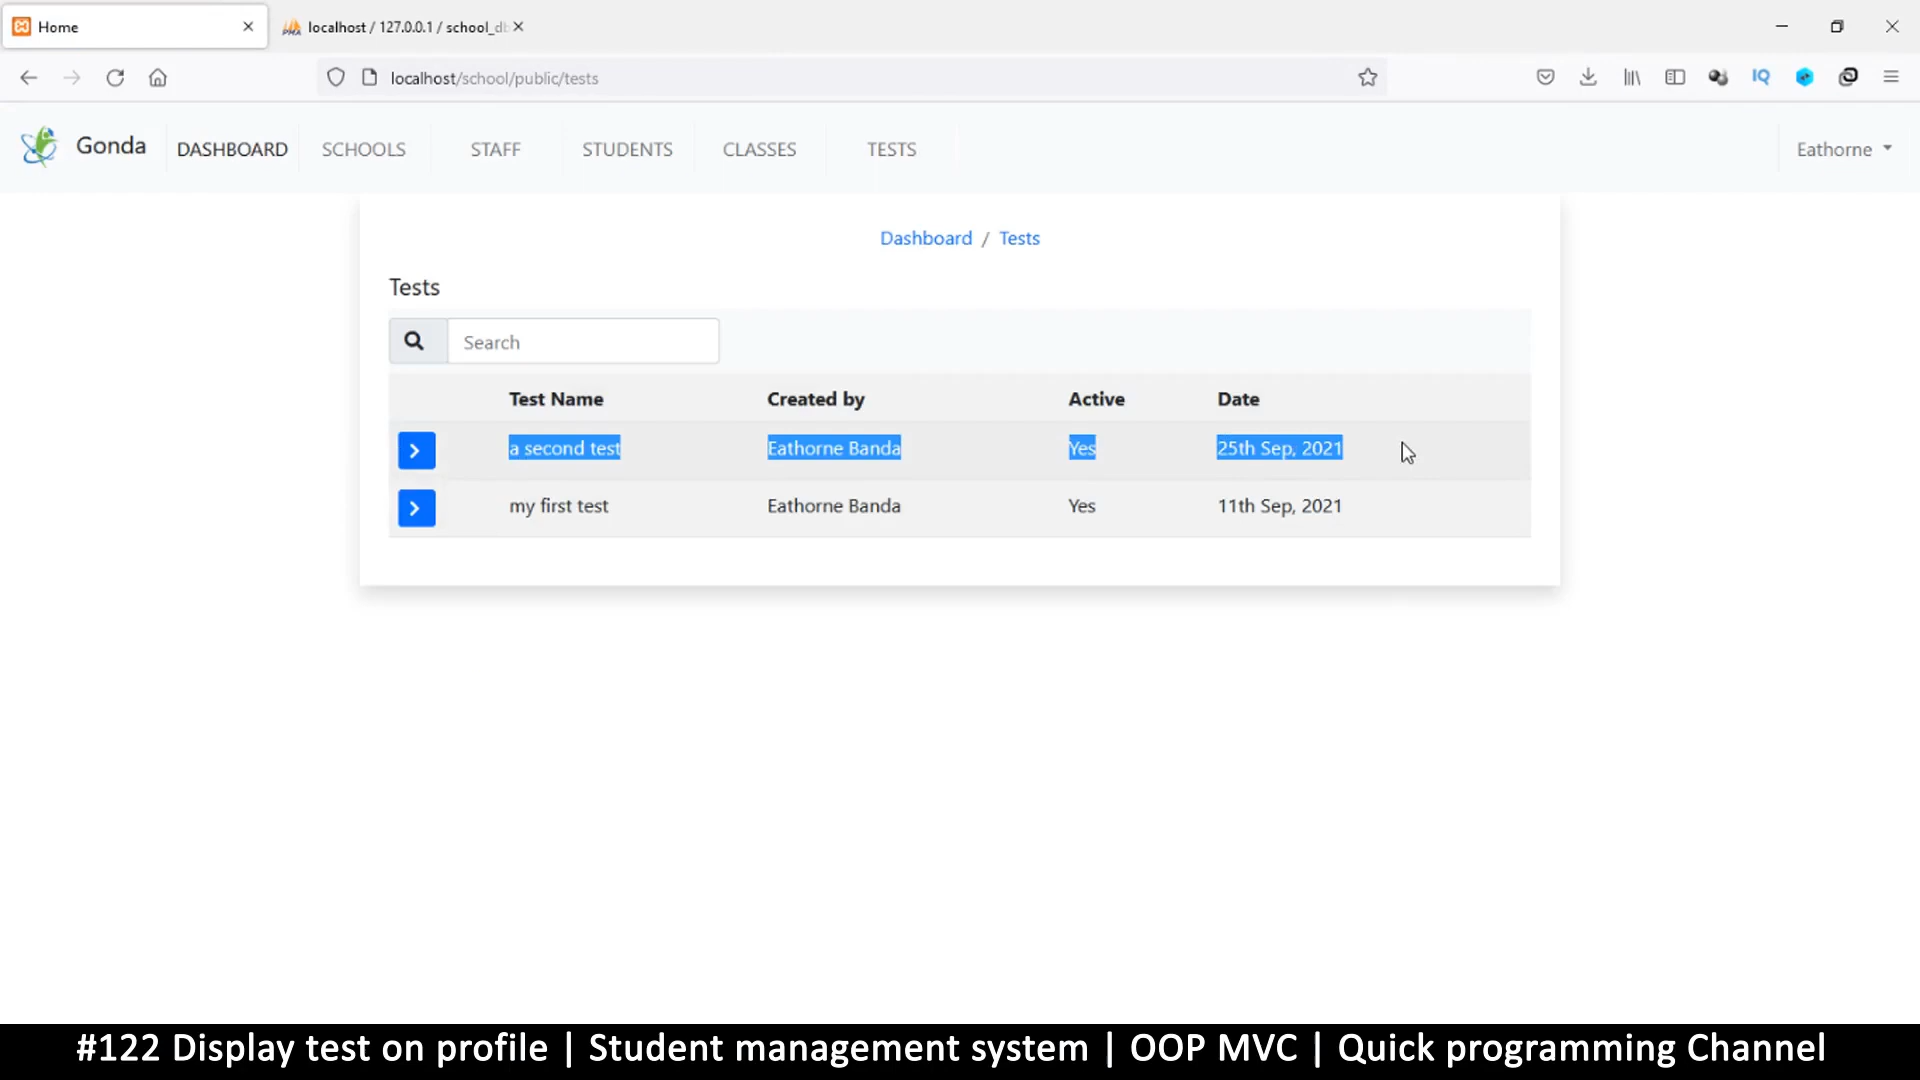 Home
localhost / 127.0.0.1 / school_db
localhost/school/public/tests
IQ
Gonda DASHBOARD SCHOOLS STAFF STUDENTS CLASSES TESTS Eathorne
Dashboard / Tests
Tests
Search
Test Name Created by Active Date
a second test Eathorne Banda Yes 25th Sep, 2021
my first test Eathorne Banda Yes 11th Sep, 2021
#122 Display test on profile | Student management system | OOP MVC | Quick programming Channel